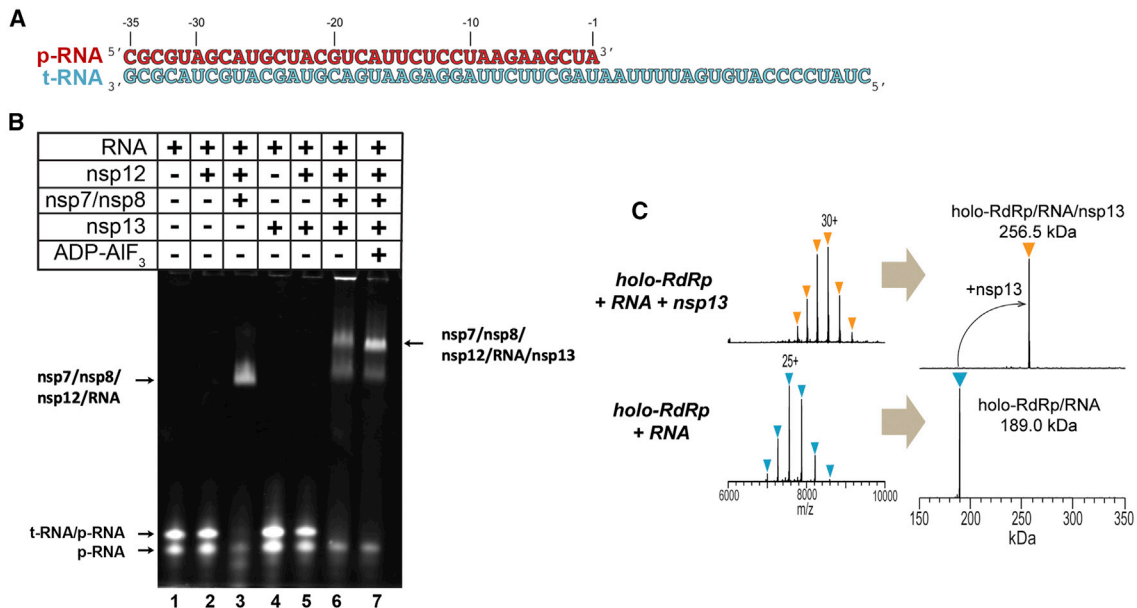 A
-35 -30 -20 -10 -1
p-RNA 5' CGCGUAGCAUGCUACGUCAUUCUCCUAAGAAGCUA 3'
t-RNA 3' GCGCAUCGUACGAUGCAGUAAGAGGAUUCUUCGAUAAUUUUAGUGUACCCCUAUC 5'
B
RNA + + + + + + +
nsp12 - + + - + + +
nsp7/nsp8 - - + - - + +
nsp13 - - - + + + +
ADP-AlF3 - - - - - - +
nsp7/nsp8/
nsp12/RNA/nsp13
nsp7/nsp8/
nsp12/RNA
t-RNA/p-RNA
p-RNA
1 2 3 4 5 6 7
C
30+
holo-RdRp
+ RNA + nsp13
holo-RdRp/RNA/nsp13
256.5 kDa
+nsp13
25+
holo-RdRp
+ RNA
holo-RdRp/RNA
189.0 kDa
6000 8000 10000
m/z
150 200 250 300 350
kDa